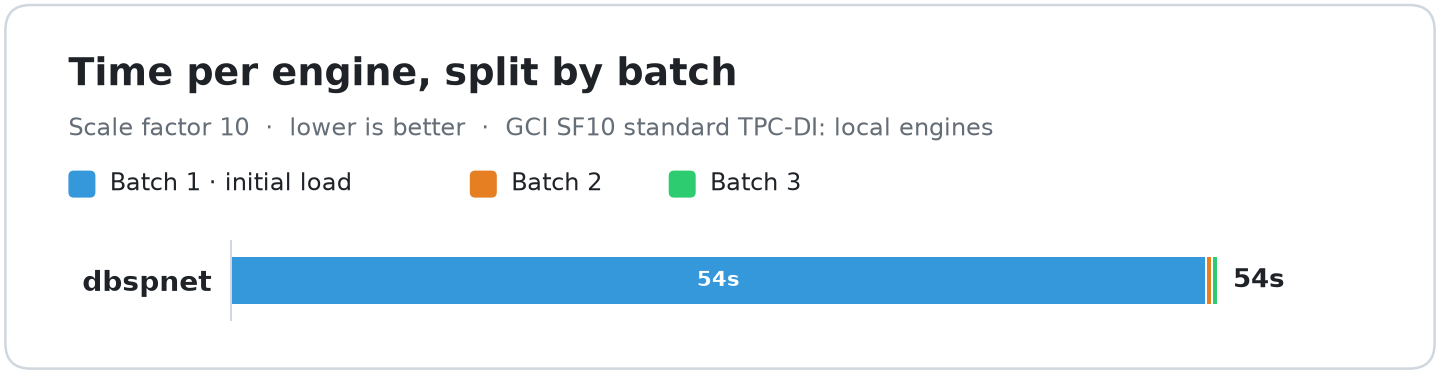 Time per engine, split by batch
Scale factor 10 · lower is better · GCI SF10 standard TPC-DI: local engines
Batch 1 · initial load Batch 2 Batch 3
dbspnet 54s 54s